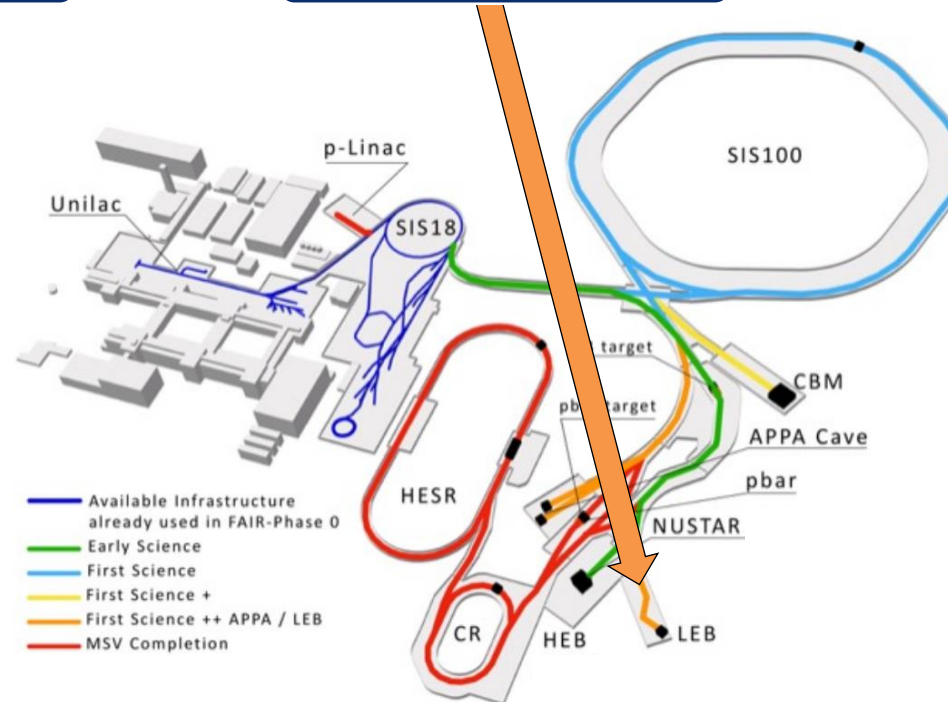 p-Linac
SIS100
Unilac
SIS18
target
CBM
target
APPA Cave
pbar
HESR
NUSTAR
Available Infrastructure
already used in FAIR-Phase 0
Early Science
First Science
First Science +
First Science ++ APPA / LEB
MSV Completion
CR
HEB
LEB